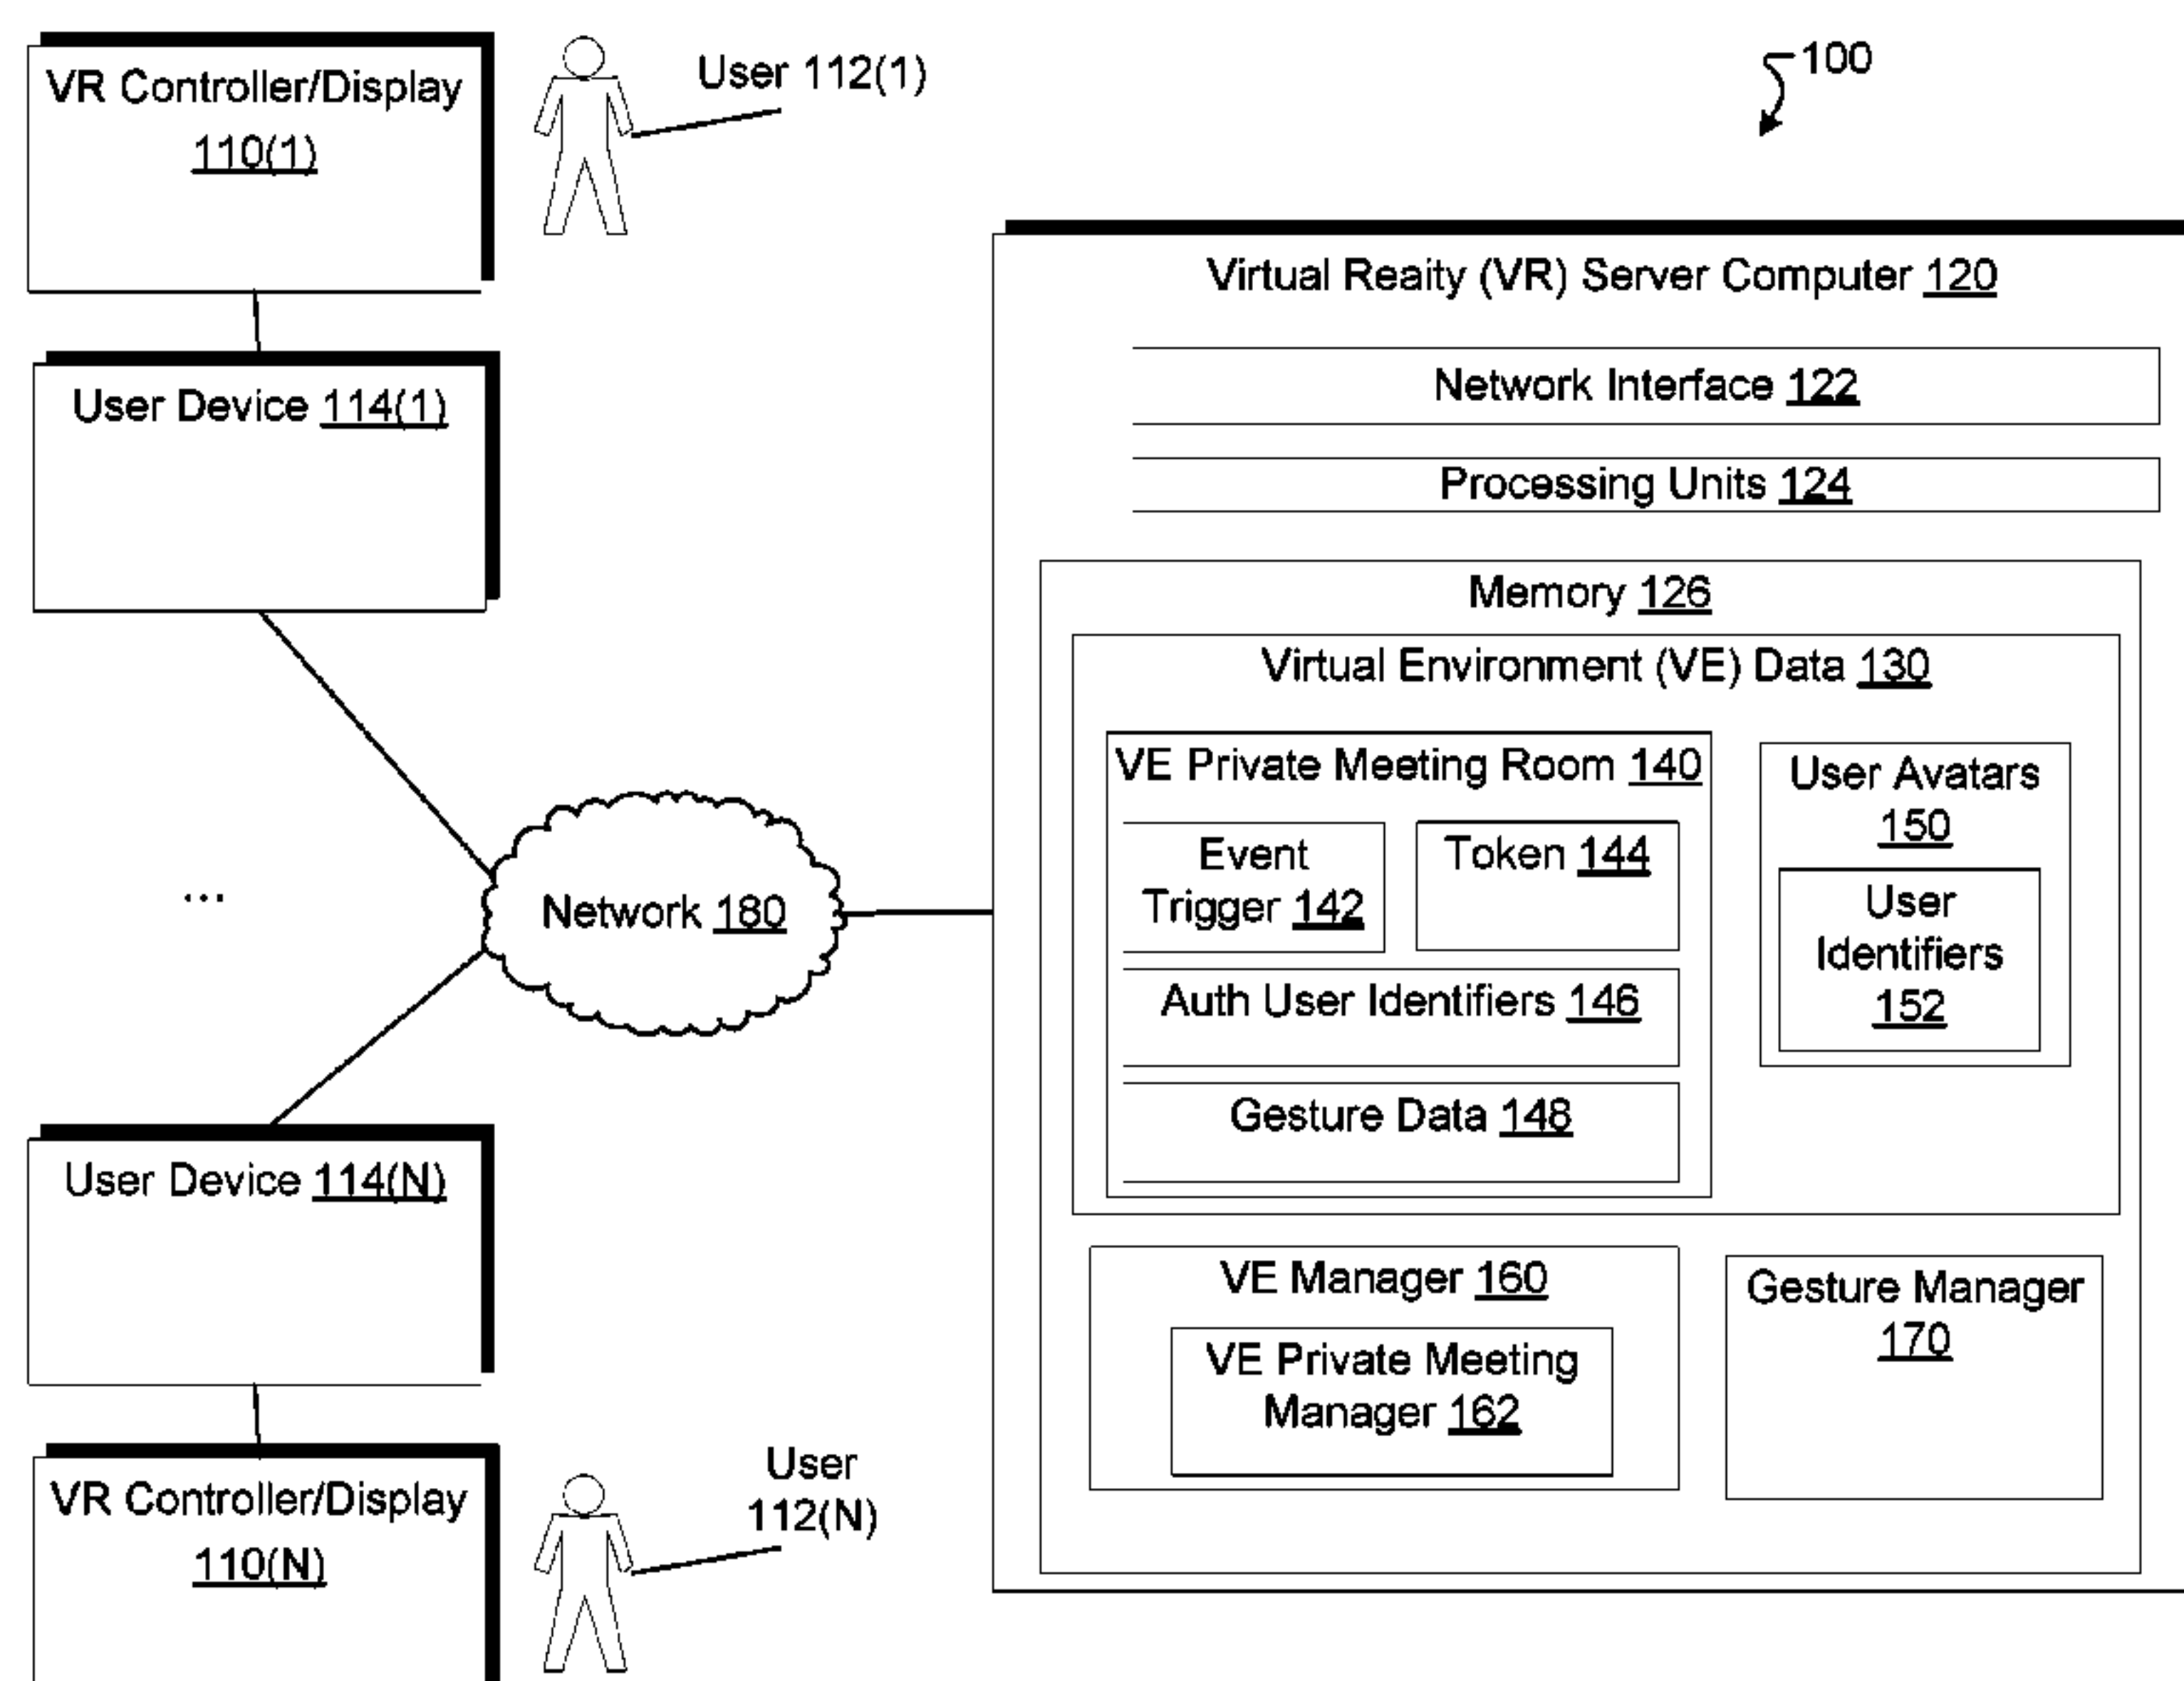 VR Controller/Display
110(1)
User 112(1)
100
User Device 114(1)
Virtual Reaity (VR) Server Computer 120
Network Interface 122
Processing Units 124
Memory 126
Virtual Environment (VE) Data 130
VE Private Meeting Room 140
Event
Trigger 142
Token 144
Auth User Identifiers 146
Gesture Data 148
User Avatars
150
User
Identifiers
152
...
Network 180
User Device 114(N)
VE Manager 160
VE Private Meeting
Manager 162
Gesture Manager
170
VR Controller/Display
110(N)
User
112(N)